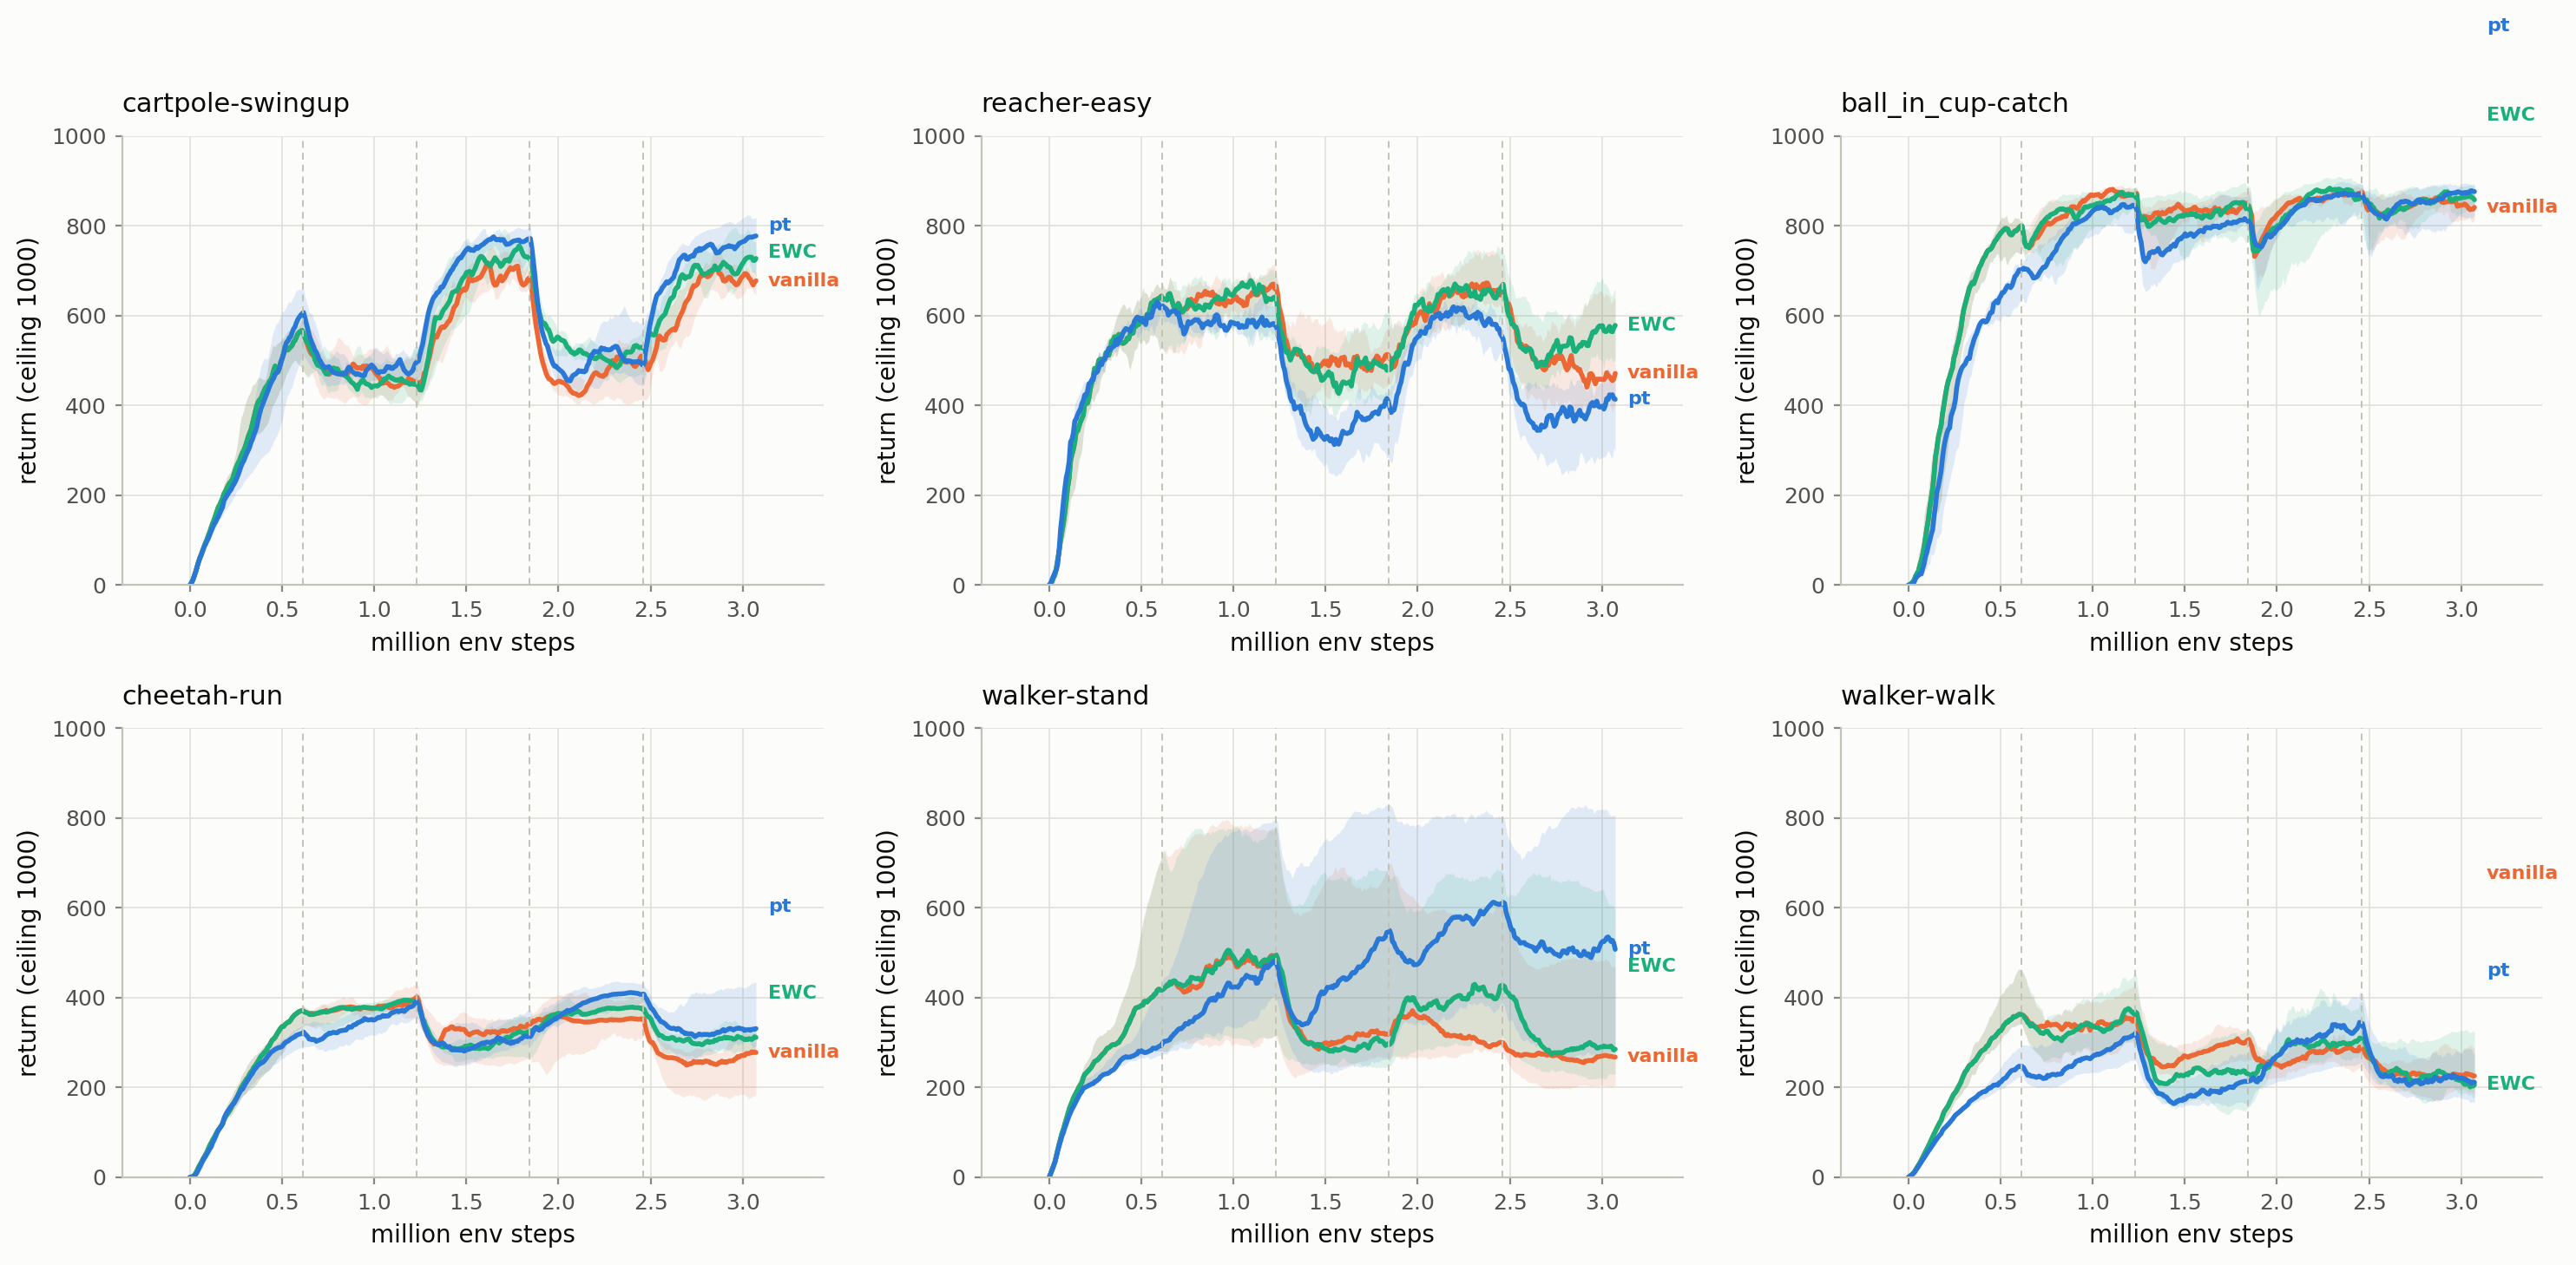 pt
EWC
cartpole-swingup
reacher-easy
ball_in_cup-catch
return (ceiling 1000)
1000
800
600
400
200
0
pt
EWC
vanilla
0.0 0.5 1.0 1.5 2.0 2.5 3.0
million env steps
return (ceiling 1000)
1000
800
600
400
200
0
EWC
vanilla
pt
0.0 0.5 1.0 1.5 2.0 2.5 3.0
million env steps
return (ceiling 1000)
1000
800
600
400
200
0
vanilla
0.0 0.5 1.0 1.5 2.0 2.5 3.0
million env steps
cheetah-run
walker-stand
walker-walk
return (ceiling 1000)
1000
800
600
400
200
0
pt
EWC
vanilla
0.0 0.5 1.0 1.5 2.0 2.5 3.0
million env steps
return (ceiling 1000)
1000
800
600
400
200
0
pt
EWC
vanilla
0.0 0.5 1.0 1.5 2.0 2.5 3.0
million env steps
return (ceiling 1000)
1000
800
600
400
200
0
vanilla
pt
EWC
0.0 0.5 1.0 1.5 2.0 2.5 3.0
million env steps